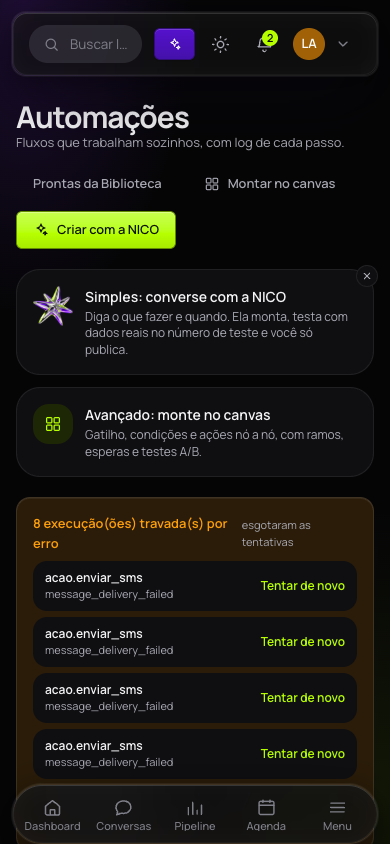 Buscar l...
2
LA
Automações
Fluxos que trabalham sozinhos, com log de cada passo.
Prontas da Biblioteca
Montar no canvas
Criar com a NICO
Simples: converse com a NICO
Diga o que fazer e quando. Ela monta, testa com
dados reais no número de teste e você só
publica.
Avançado: monte no canvas
Gatilho, condições e ações nó a nó, com ramos,
esperas e testes A/B.
8 execução(ões) travada(s) por
erro
esgotaram as
tentativas
acao.enviar_sms
message_delivery_failed
Tentar de novo
acao.enviar_sms
message_delivery_failed
Tentar de novo
acao.enviar_sms
message_delivery_failed
Tentar de novo
acao.enviar_sms
message_delivery_failed
Tentar de novo
Dashboard
Conversas
Pipeline
Agenda
Menu